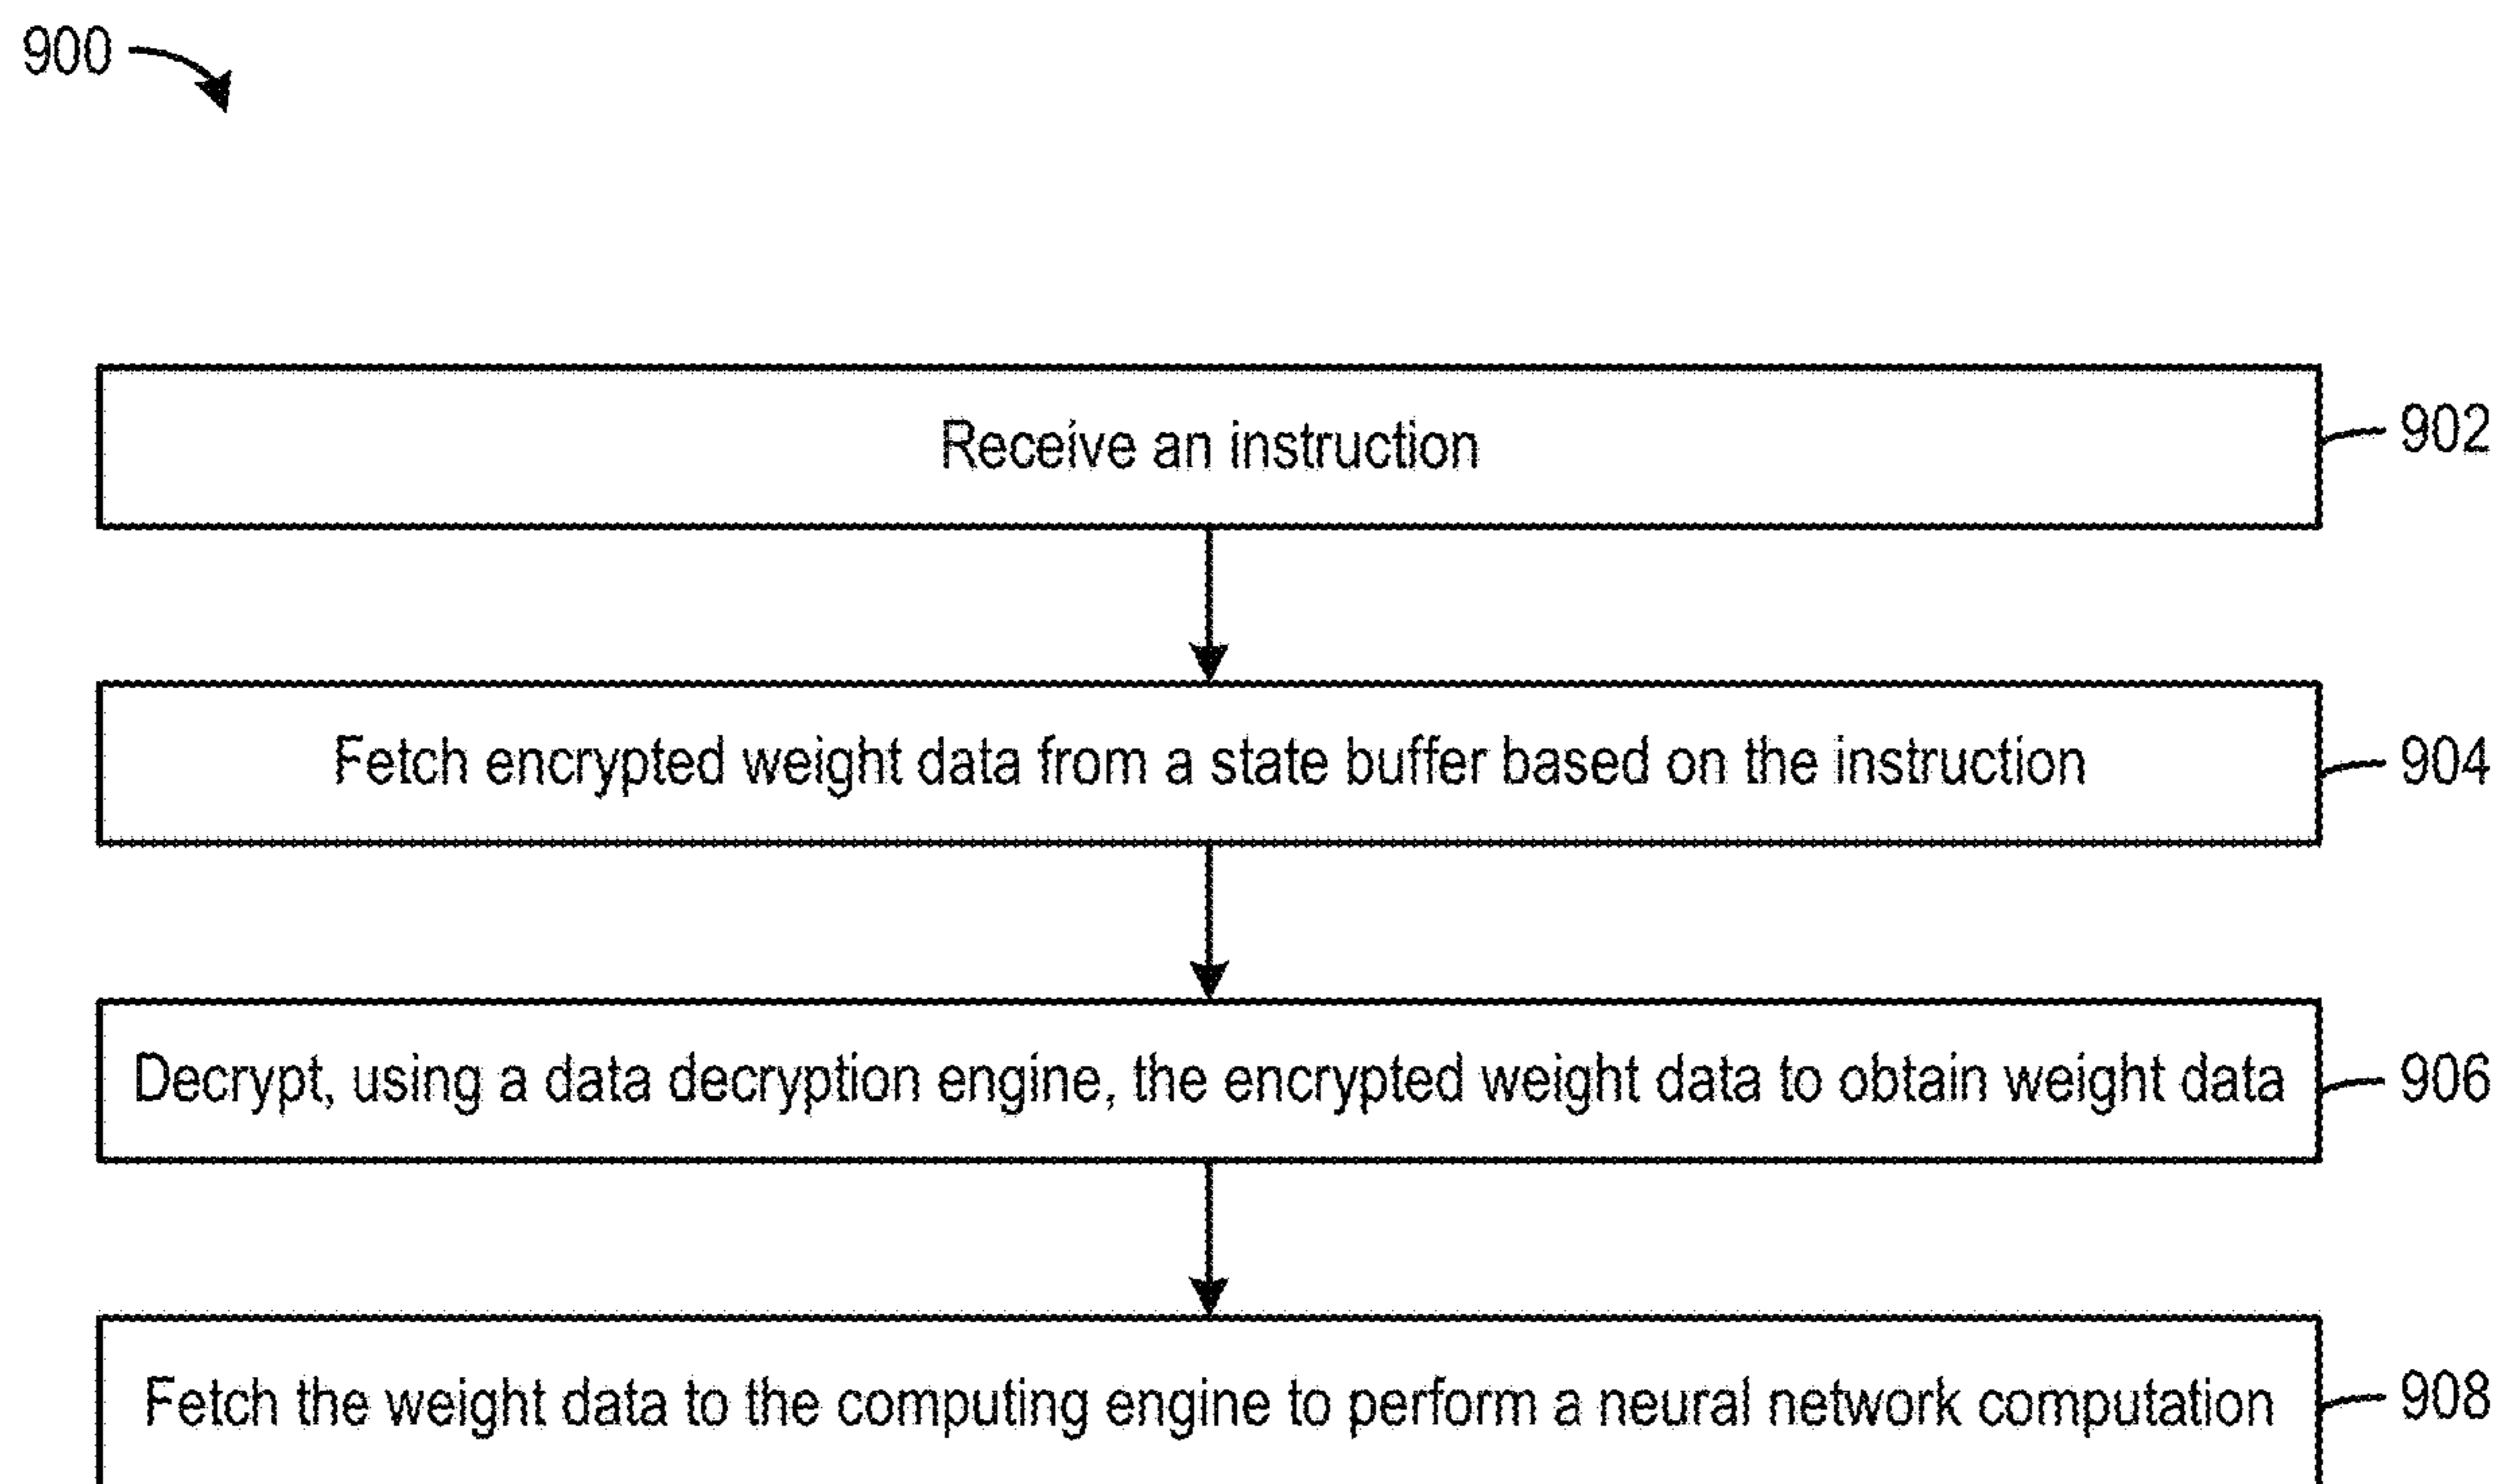 900
Receive an instruction
902
Fetch encrypted weight data from a state buffer based on the instruction
904
Decrypt, using a data decryption engine, the encrypted weight data to obtain weight data
906
Fetch the weight data to the computing engine to perform a neural network computation
908